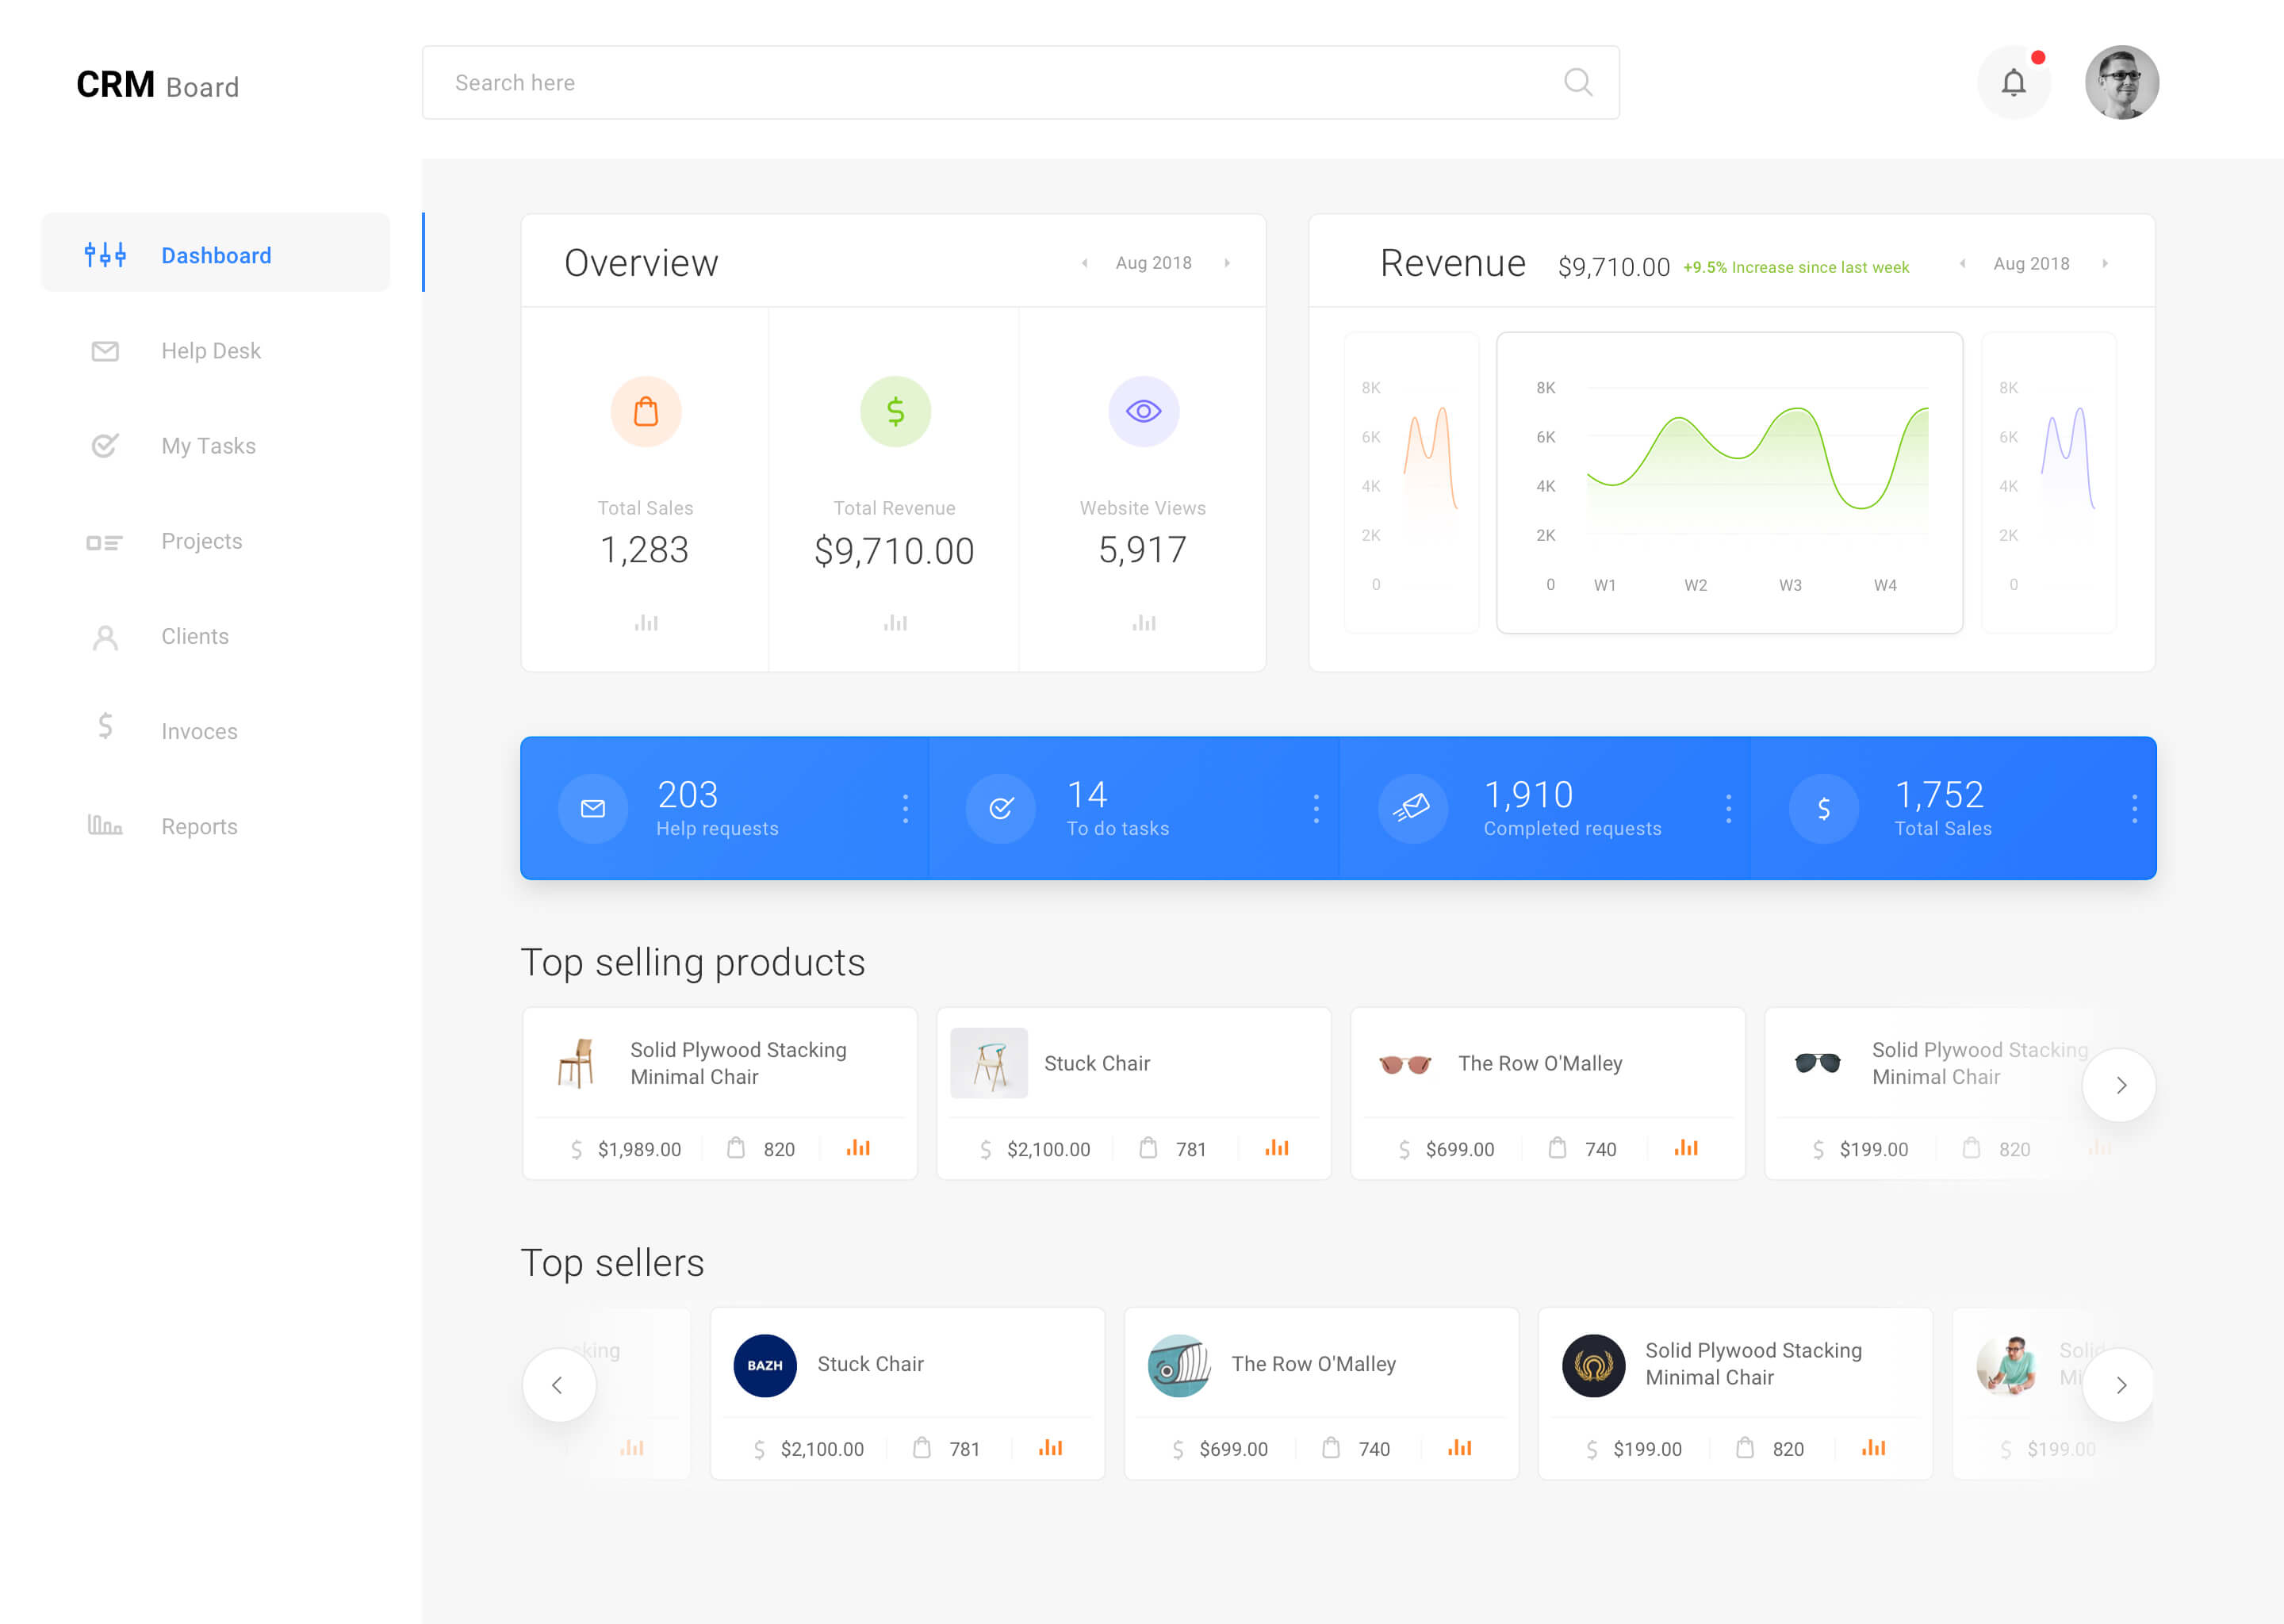 CRM Board
Search here
Dashboard
Help Desk
My Tasks
Projects
Clients
Invoces
Reports
Overview
Aug 2018
Total Sales
1,283
Total Revenue
$9,710.00
Website Views
5,917
Revenue $9,710.00 +9.5% Increase since last week
Aug 2018
8K
6K
4K
2K
0
8K
6K
4K
2K
0 W1 W2 W3 W4
8K
6K
4K
2K
0
203
Help requests
14
To do tasks
1,910
Completed requests
1,752
Total Sales
Top selling products
Solid Plywood Stacking
Minimal Chair
$ $1,989.00 820
Stuck Chair
$ $2,100.00 781
The Row O'Malley
$ $699.00 740
Solid Plywood Stacking
Minimal Chair
$ $199.00 820
Top sellers
king
BAZH
Stuck Chair
$ $2,100.00 781
The Row O'Malley
$ $699.00 740
Solid Plywood Stacking
Minimal Chair
$ $199.00 820
Solid
$ $199.00